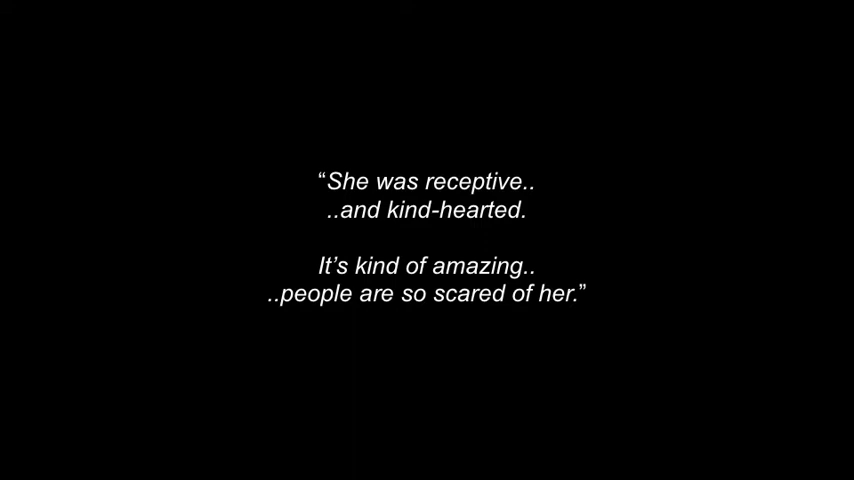 “She was receptive..
..and kind-hearted.
It’s kind of amazing..
..people are so scared of her.”